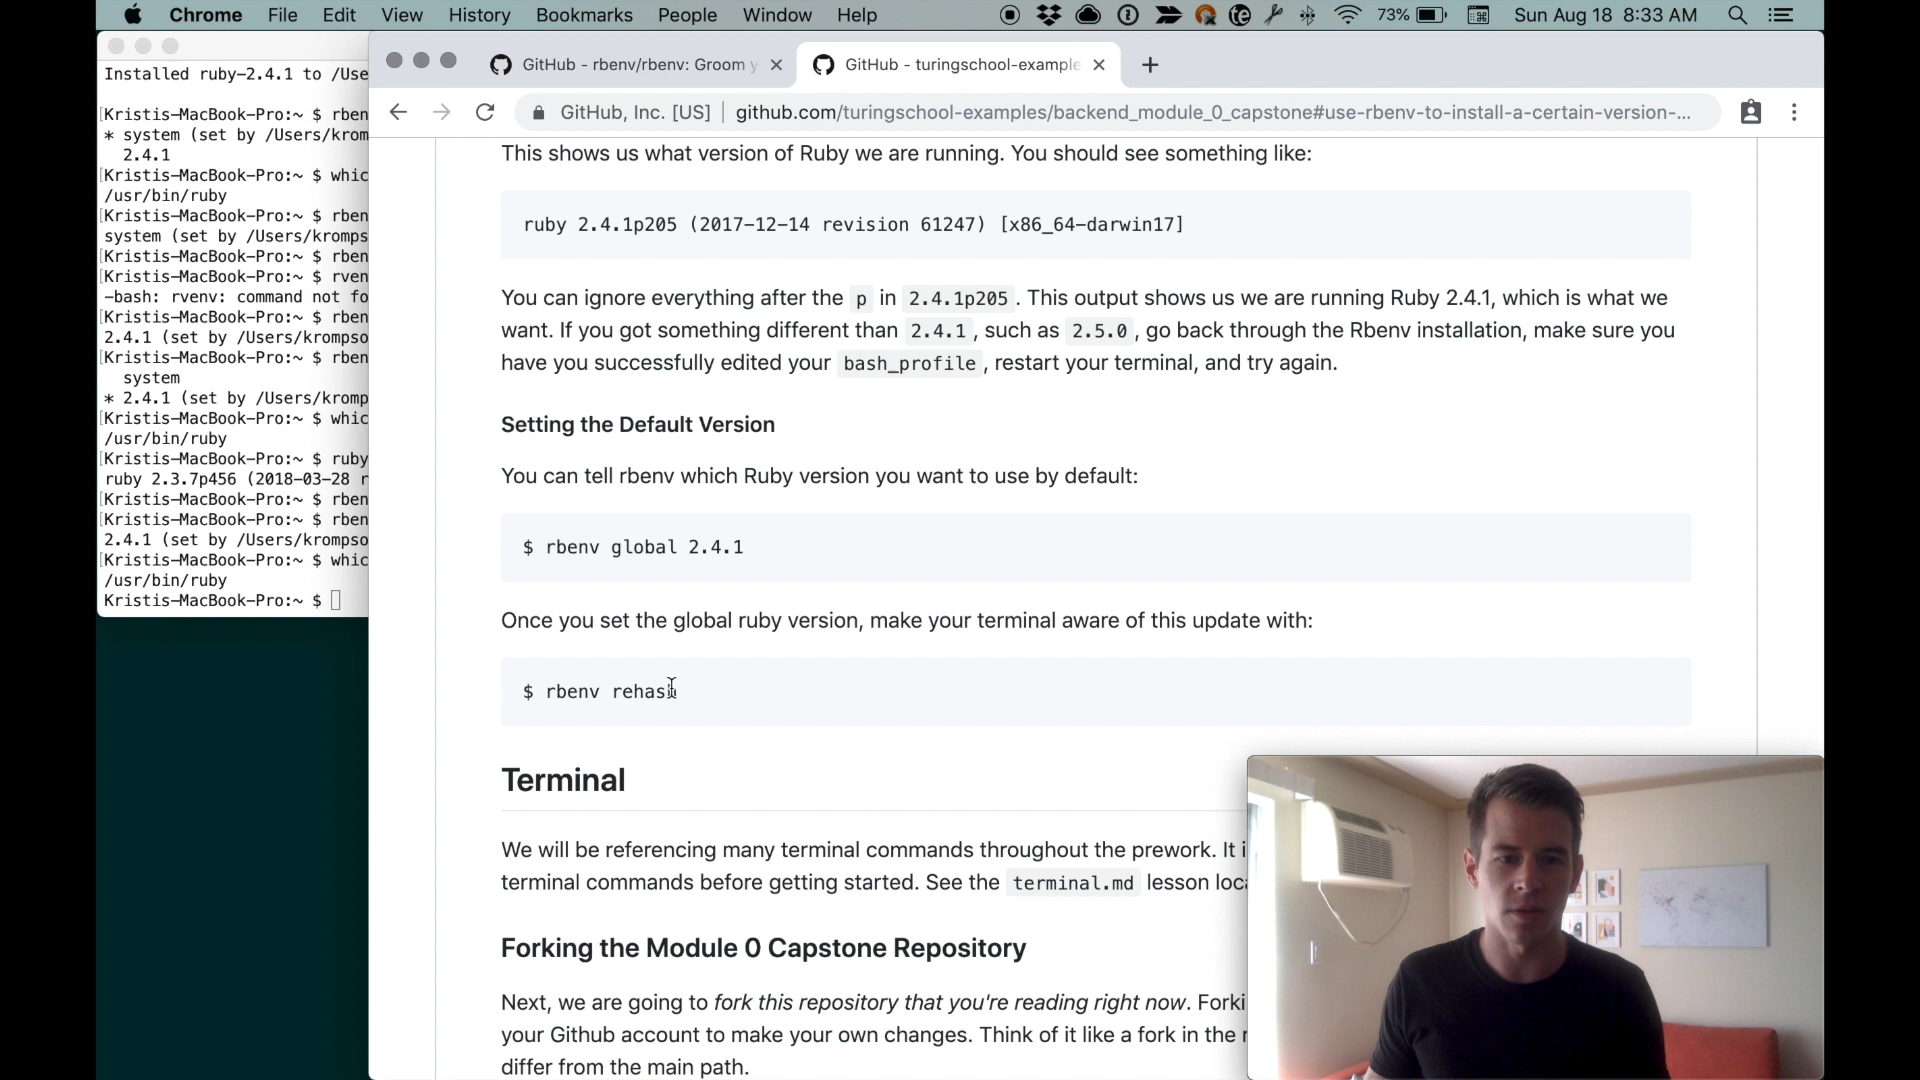 Chrome File Edit View History Bookmarks People Window Help 73% Sun Aug 18 8:33 AM
Installed ruby-2.4.1 to /Use
[Kristis-MacBook-Pro:~ $ rben
* system (set by /Users/krom
2.4.1
[Kristis-MacBook-Pro:~ $ whic
/usr/bin/ruby
[Kristis-MacBook-Pro:~ $ rben
system (set by /Users/kromps
[Kristis-MacBook-Pro:~ $ rben
[Kristis-MacBook-Pro:~ $ rven
-bash: rvenv: command not fo
[Kristis-MacBook-Pro:~ $ rben
2.4.1 (set by /Users/krompso
[Kristis-MacBook-Pro:~ $ rben
system
* 2.4.1 (set by /Users/kromp
[Kristis-MacBook-Pro:~ $ whic
/usr/bin/ruby
[Kristis-MacBook-Pro:~ $ ruby
ruby 2.3.7p456 (2018-03-28 r
[Kristis-MacBook-Pro:~ $ rben
[Kristis-MacBook-Pro:~ $ rben
2.4.1 (set by /Users/krompso
[Kristis-MacBook-Pro:~ $ whic
/usr/bin/ruby
Kristis-MacBook-Pro:~ $
GitHub - rbenv/rbenv: Groom y
GitHub - turingschool-example
GitHub, Inc. [US] | github.com/turingschool-examples/backend_module_0_capstone#use-rbenv-to-install-a-certain-version-...
This shows us what version of Ruby we are running. You should see something like:
ruby 2.4.1p205 (2017-12-14 revision 61247) [x86_64-darwin17]
You can ignore everything after the p in 2.4.1p205. This output shows us we are running Ruby 2.4.1, which is what we
want. If you got something different than 2.4.1, such as 2.5.0, go back through the Rbenv installation, make sure you
have you successfully edited your bash_profile, restart your terminal, and try again.
Setting the Default Version
You can tell rbenv which Ruby version you want to use by default:
$ rbenv global 2.4.1
Once you set the global ruby version, make your terminal aware of this update with:
$ rbenv rehash
Terminal
We will be referencing many terminal commands throughout the prework. It i
terminal commands before getting started. See the terminal.md lesson loc
Forking the Module 0 Capstone Repository
Next, we are going to fork this repository that you're reading right now. Forki
your Github account to make your own changes. Think of it like a fork in the r
differ from the main path.